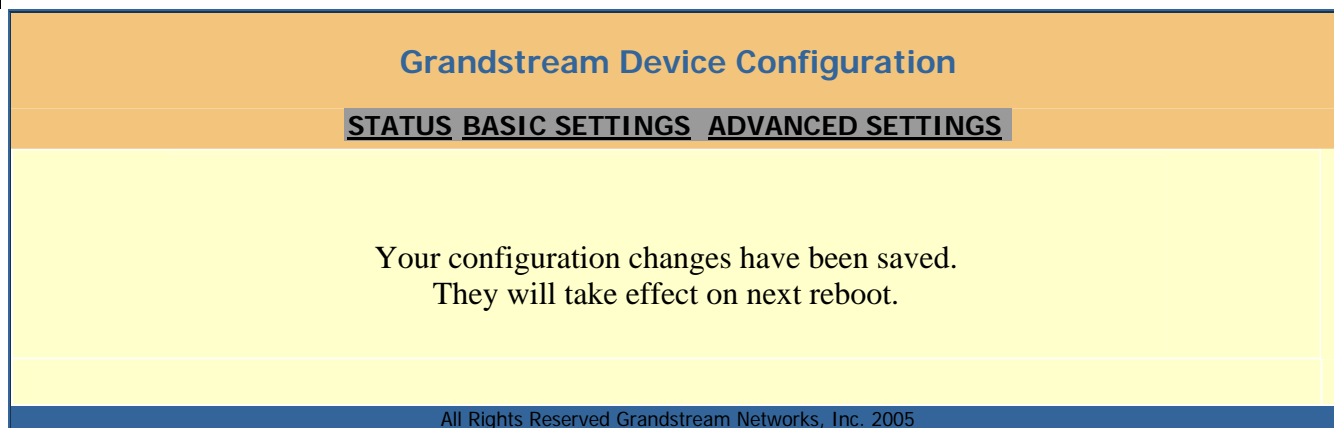 Grandstream Device Configuration
STATUS BASIC SETTINGS ADVANCED SETTINGS
Your configuration changes have been saved.
They will take effect on next reboot.
All Rights Reserved Grandstream Networks, Inc. 2005